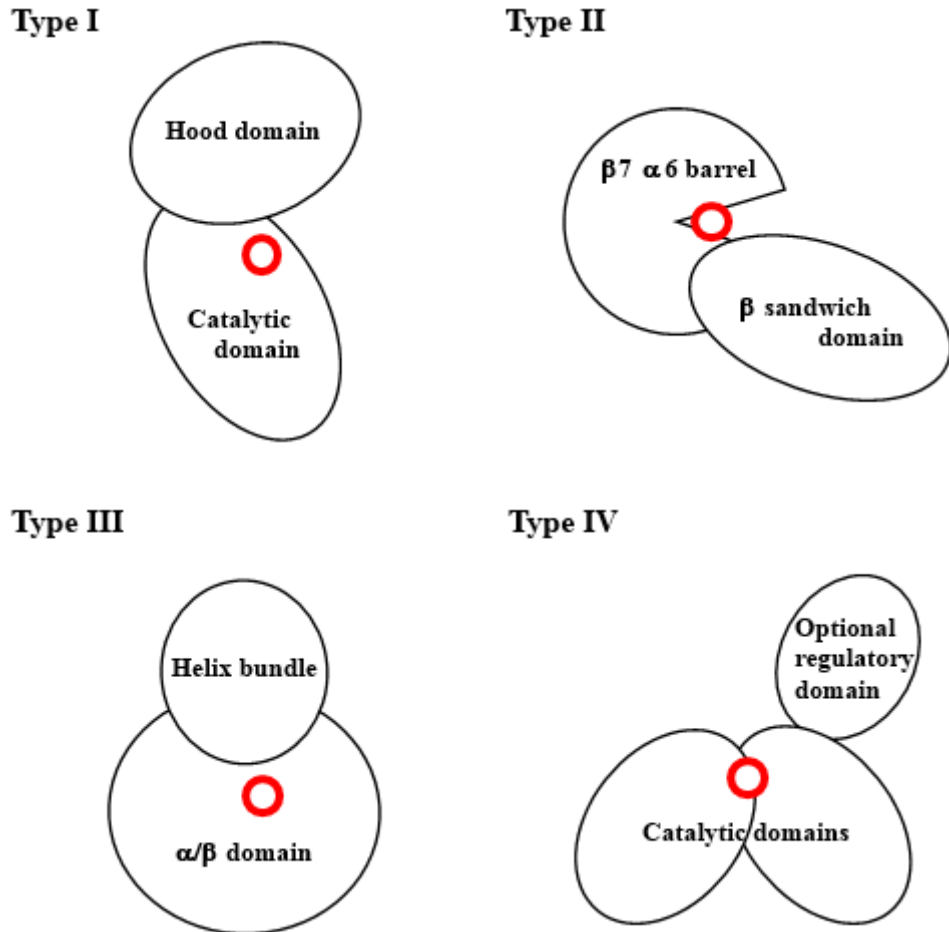 Type I
Hood domain
Catalytic
domain
Type II
β7 α6 barrel
β sandwich
domain
Type III
Helix bundle
α/β domain
Type IV
Optional
regulatory
domain
Catalytic domains